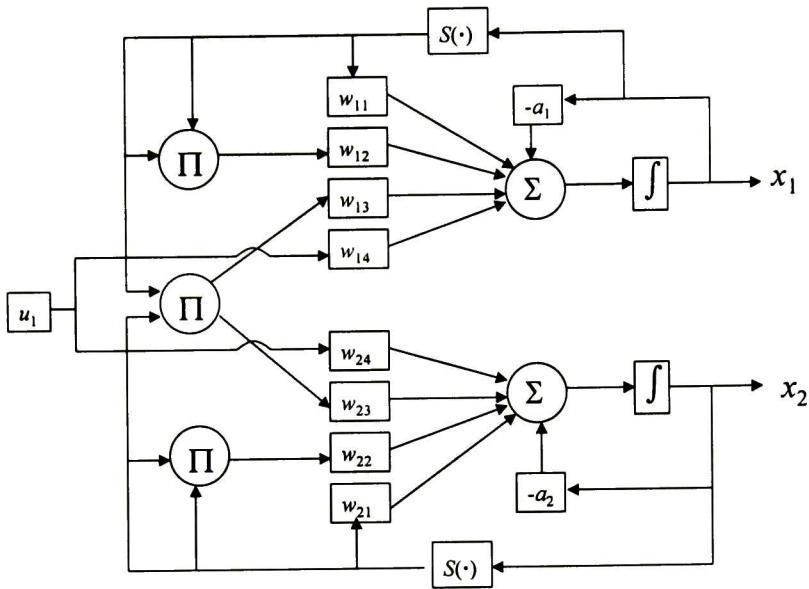 S(·)
-a₁
w₁₁
w₁₂
∏
w₁₃
Σ
∫
x₁
w₁₄
u₁
∏
w₂₄
w₂₃
Σ
∫
x₂
∏
w₂₂
w₂₁
-a₂
S(·)